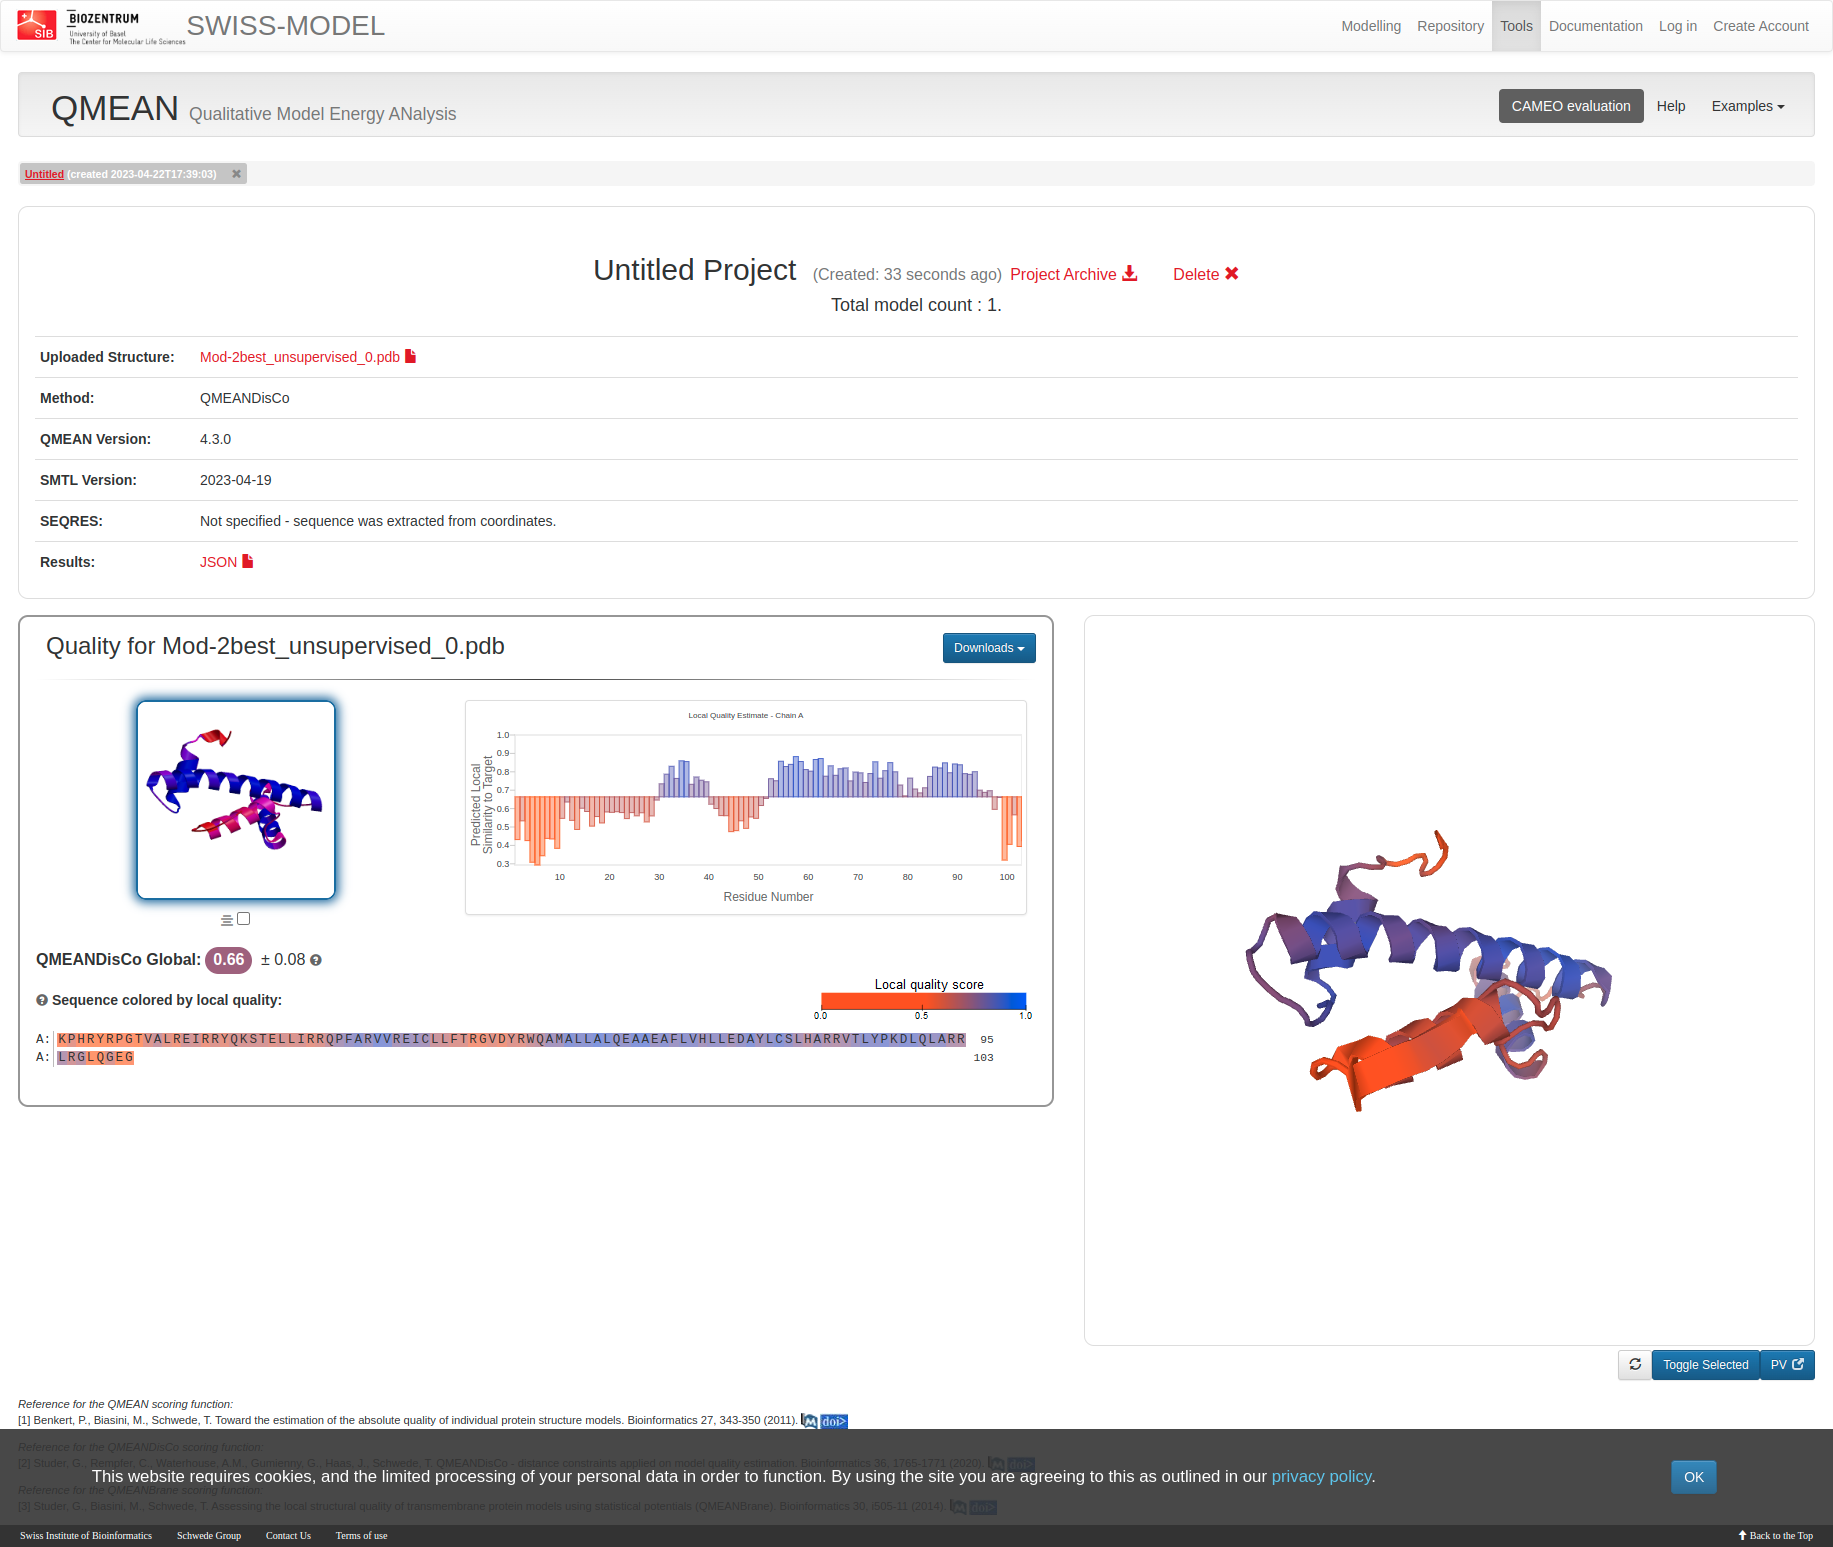 SIB
BIOZENTRUM
University of Basel
The Center for Molecular Life Sciences
SWISS-MODEL
Modelling Repository Tools Documentation Log in Create Account
QMEAN Qualitative Model Energy ANalysis
CAMEO evaluation Help Examples
Untitled (created 2023-04-22T17:39:03)
Untitled Project (Created: 33 seconds ago) Project Archive Delete
Total model count : 1.
Uploaded Structure: Mod-2best_unsupervised_0.pdb
Method: QMEANDisCo
QMEAN Version: 4.3.0
SMTL Version: 2023-04-19
SEQRES: Not specified - sequence was extracted from coordinates.
Results: JSON
Quality for Mod-2best_unsupervised_0.pdb
Downloads
Local Quality Estimate - Chain A
Predicted Local
Similarity to Target
1.0
0.9
0.8
0.7
0.6
0.5
0.4
0.3
10 20 30 40 50 60 70 80 90 100
Residue Number
QMEANDisCo Global: 0.66 ± 0.08
Sequence colored by local quality:
Local quality score
0.0 0.5 1.0
A: KPHRYRPGTVALREIRRYQKSTELLIRRQPFARVVREICLLFTRGVDYRWQAMALLALQEAAEAFLVHLLEDAYLCSLHARRVTLYPKDLQLARR 95
A: LRGLQGEG 103
Toggle Selected PV
Reference for the QMEAN scoring function:
[1] Benkert, P., Biasini, M., Schwede, T. Toward the estimation of the absolute quality of individual protein structure models. Bioinformatics 27, 343-350 (2011). doi>
Reference for the QMEANDisCo scoring function:
[2] Studer, G., Rempfer, C., Waterhouse, A.M., Gumienny, G., Haas, J., Schwede, T. QMEANDisCo - distance constraints applied on model quality estimation. Bioinformatics 36, 1765-1771 (2020). doi>
This website requires cookies, and the limited processing of your personal data in order to function. By using the site you are agreeing to this as outlined in our privacy policy.
OK
Reference for the QMEANBrane scoring function:
[3] Studer, G., Biasini, M., Schwede, T. Assessing the local structural quality of transmembrane protein models using statistical potentials (QMEANBrane). Bioinformatics 30, i505-11 (2014). doi>
Swiss Institute of Bioinformatics Schwede Group Contact Us Terms of use
Back to the Top